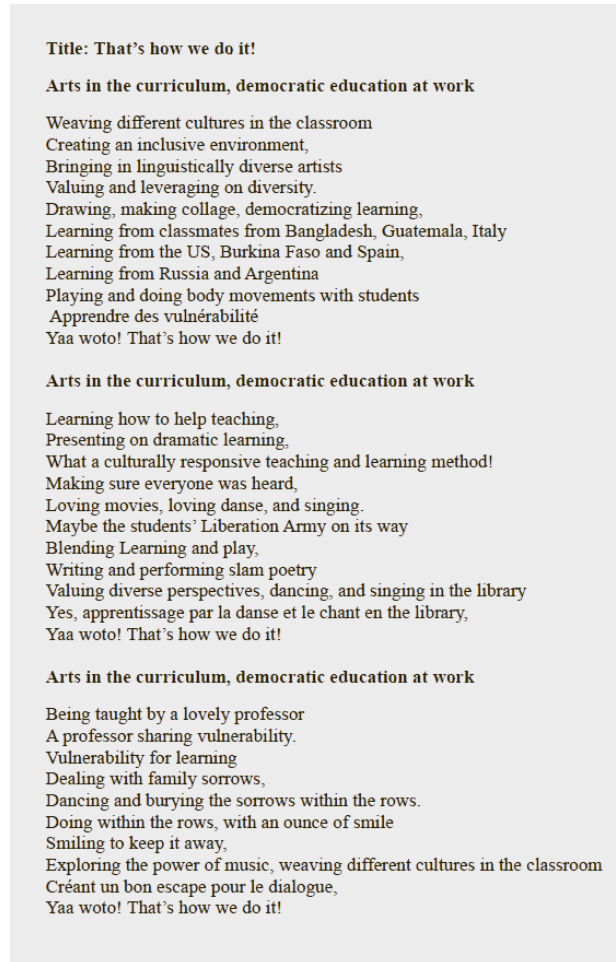 Title: That’s how we do it!
Arts in the curriculum, democratic education at work
Weaving different cultures in the classroom
Creating an inclusive environment,
Bringing in linguistically diverse artists
Valuing and leveraging on diversity.
Drawing, making collage, democratizing learning,
Learning from classmates from Bangladesh, Guatemala, Italy
Learning from the US, Burkina Faso and Spain,
Learning from Russia and Argentina
Playing and doing body movements with students
Apprendre des vulnérabilité
Yaa woto! That’s how we do it!
Arts in the curriculum, democratic education at work
Learning how to help teaching,
Presenting on dramatic learning,
What a culturally responsive teaching and learning method!
Making sure everyone was heard,
Loving movies, loving danse, and singing.
Maybe the students’ Liberation Army on its way
Blending Learning and play,
Writing and performing slam poetry
Valuing diverse perspectives, dancing, and singing in the library
Yes, apprentissage par la danse et le chant en the library,
Yaa woto! That’s how we do it!
Arts in the curriculum, democratic education at work
Being taught by a lovely professor
A professor sharing vulnerability.
Vulnerability for learning
Dealing with family sorrows,
Dancing and burying the sorrows within the rows.
Doing within the rows, with an ounce of smile
Smiling to keep it away,
Exploring the power of music, weaving different cultures in the classroom
Créant un bon escape pour le dialogue,
Yaa woto! That’s how we do it!